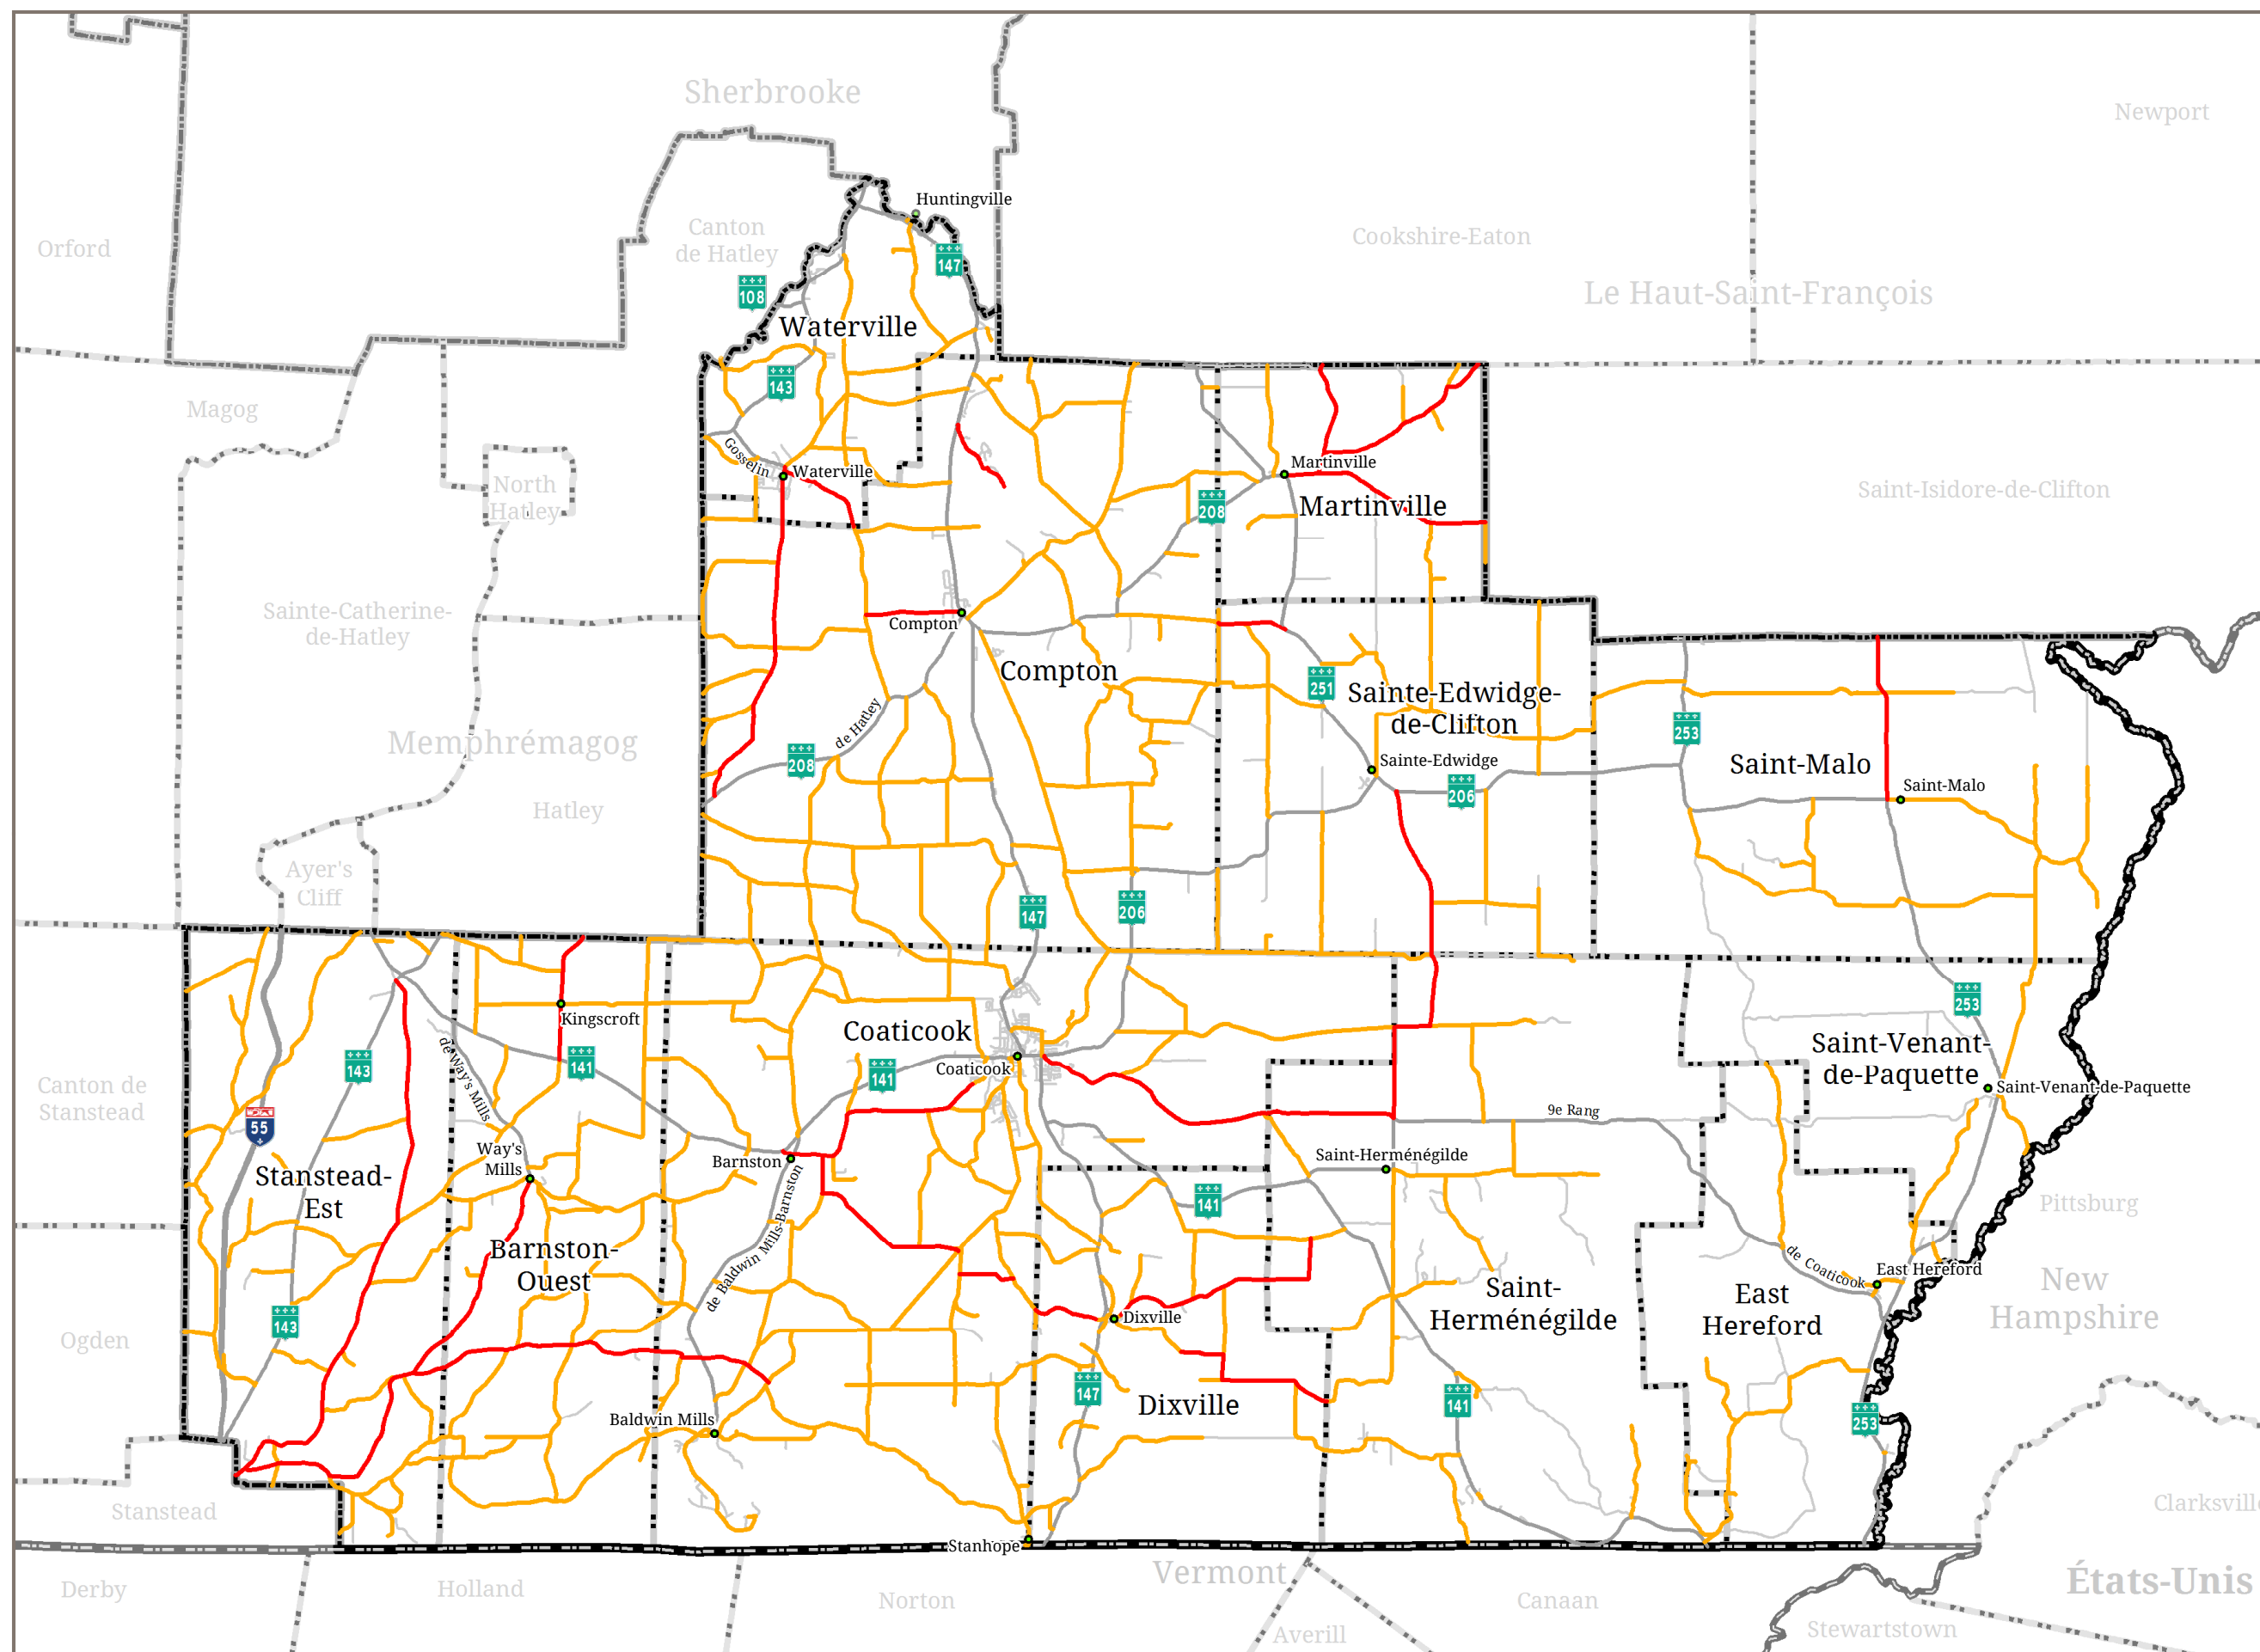 Sherbrooke
Newport
Huntingville
Canton
de Hatley
Orford
Cookshire-Eaton
147
108
Le Haut-Saint-François
Waterville
143
Magog
Gosselin
Waterville
Martinville
North
Hatley
208
Martinville
Saint-Isidore-de-Clifton
Sainte-Catherine-
de-Hatley
Compton
Compton
251
Sainte-Edwidge-
de-Clifton
de Hatley
253
Memphrémagog
208
Sainte-Edwidge
Saint-Malo
Saint-Malo
206
Hatley
Ayer's
Cliff
147
206
253
Kingscroft
Coaticook
Saint-Venant-
de-Paquette
143
de Way's Mills
141
141
Coaticook
Canton de
Stanstead
Saint-Venant-de-Paquette
55
9e Rang
Way's
Mills
Barnston
Saint-Herménégilde
Stanstead-
Est
141
Pittsburg
de Baldwin Mills-Barnston
Barnston-
Ouest
de Coaticook
East Hereford
Saint-
Herménégilde
East
Hereford
New
Hampshire
143
Dixville
Ogden
147
Dixville
141
253
Baldwin Mills
Stanstead
Clarksville
Stanhope
Derby
Holland
Norton
Vermont
Canaan
États-Unis
Averill
Stewartstown